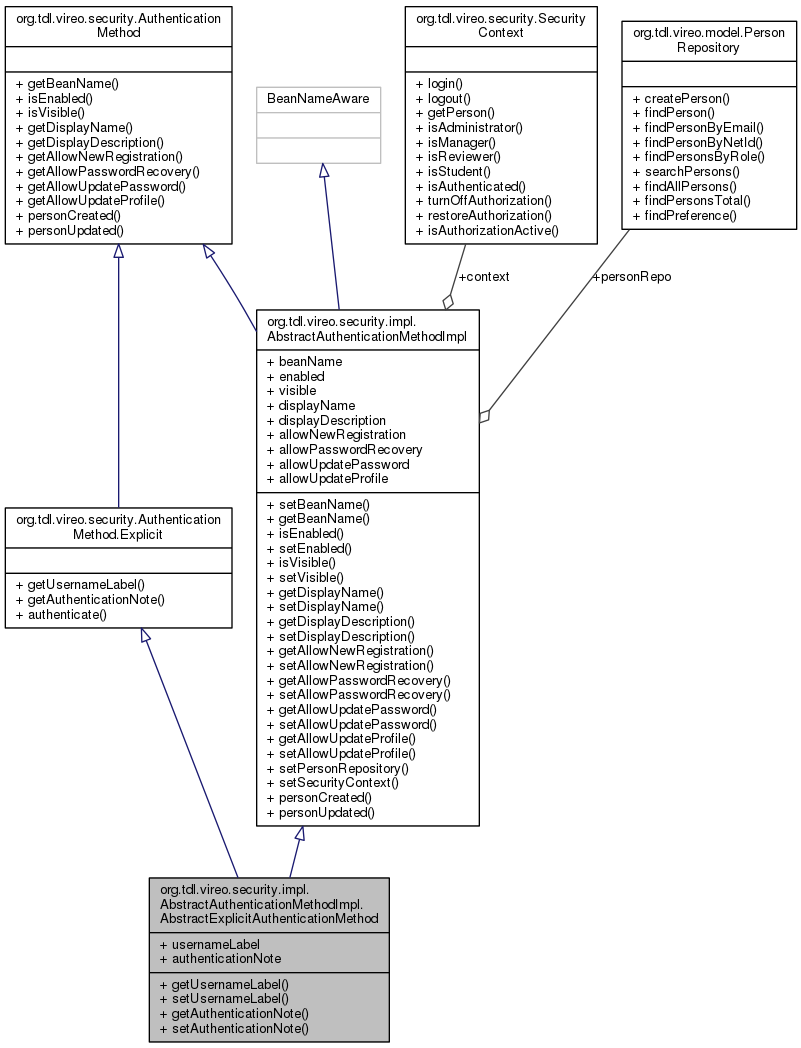 org.tdl.vireo.security.Authentication
Method
+ getBeanName()
+ isEnabled()
+ isVisible()
+ getDisplayName()
+ getDisplayDescription()
+ getAllowNewRegistration()
+ getAllowPasswordRecovery()
+ getAllowUpdatePassword()
+ getAllowUpdateProfile()
+ personCreated()
+ personUpdated()
BeanNameAware
org.tdl.vireo.security.Security
Context
+ login()
+ logout()
+ getPerson()
+ isAdministrator()
+ isManager()
+ isReviewer()
+ isStudent()
+ isAuthenticated()
+ turnOffAuthorization()
+ restoreAuthorization()
+ isAuthorizationActive()
org.tdl.vireo.model.Person
Repository
+ createPerson()
+ findPerson()
+ findPersonByEmail()
+ findPersonByNetId()
+ findPersonsByRole()
+ searchPersons()
+ findAllPersons()
+ findPersonsTotal()
+ findPreference()
+context
+personRepo
org.tdl.vireo.security.impl.
AbstractAuthenticationMethodImpl
+ beanName
+ enabled
+ visible
+ displayName
+ displayDescription
+ allowNewRegistration
+ allowPasswordRecovery
+ allowUpdatePassword
+ allowUpdateProfile
+ setBeanName()
+ getBeanName()
+ isEnabled()
+ setEnabled()
+ isVisible()
+ setVisible()
+ getDisplayName()
+ setDisplayName()
+ getDisplayDescription()
+ setDisplayDescription()
+ getAllowNewRegistration()
+ setAllowNewRegistration()
+ getAllowPasswordRecovery()
+ setAllowPasswordRecovery()
+ getAllowUpdatePassword()
+ setAllowUpdatePassword()
+ getAllowUpdateProfile()
+ setAllowUpdateProfile()
+ setPersonRepository()
+ setSecurityContext()
+ personCreated()
+ personUpdated()
org.tdl.vireo.security.Authentication
Method.Explicit
+ getUsernameLabel()
+ getAuthenticationNote()
+ authenticate()
org.tdl.vireo.security.impl.
AbstractAuthenticationMethodImpl.
AbstractExplicitAuthenticationMethod
+ usernameLabel
+ authenticationNote
+ getUsernameLabel()
+ setUsernameLabel()
+ getAuthenticationNote()
+ setAuthenticationNote()